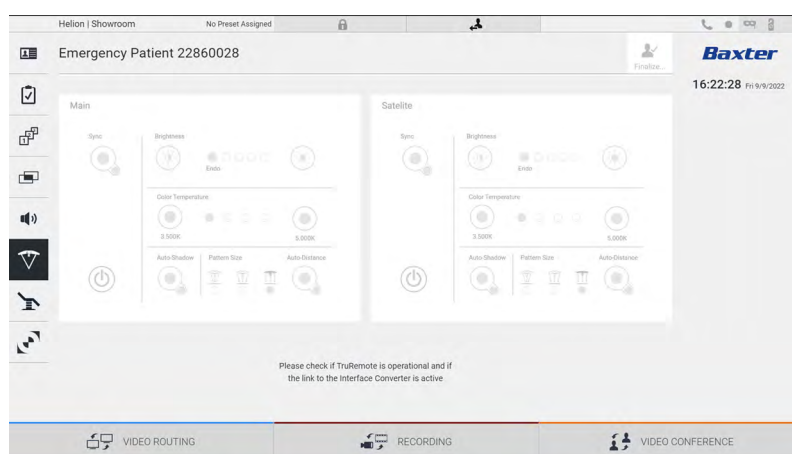 Helion | Showroom
No Preset Assigned
Emergency Patient 22860028
Finalize...
Baxter
16:22:28 Fri 9/9/2022
Main
Sync
Brightness
Endo
Color Temperature
3.500K
5.000K
Auto-Shadow
Pattern Size
Auto-Distance
Satelite
Sync
Brightness
Endo
Color Temperature
3.500K
5.000K
Auto-Shadow
Pattern Size
Auto-Distance
Please check if TruRemote is operational and if
the link to the Interface Converter is active
VIDEO ROUTING
RECORDING
VIDEO CONFERENCE